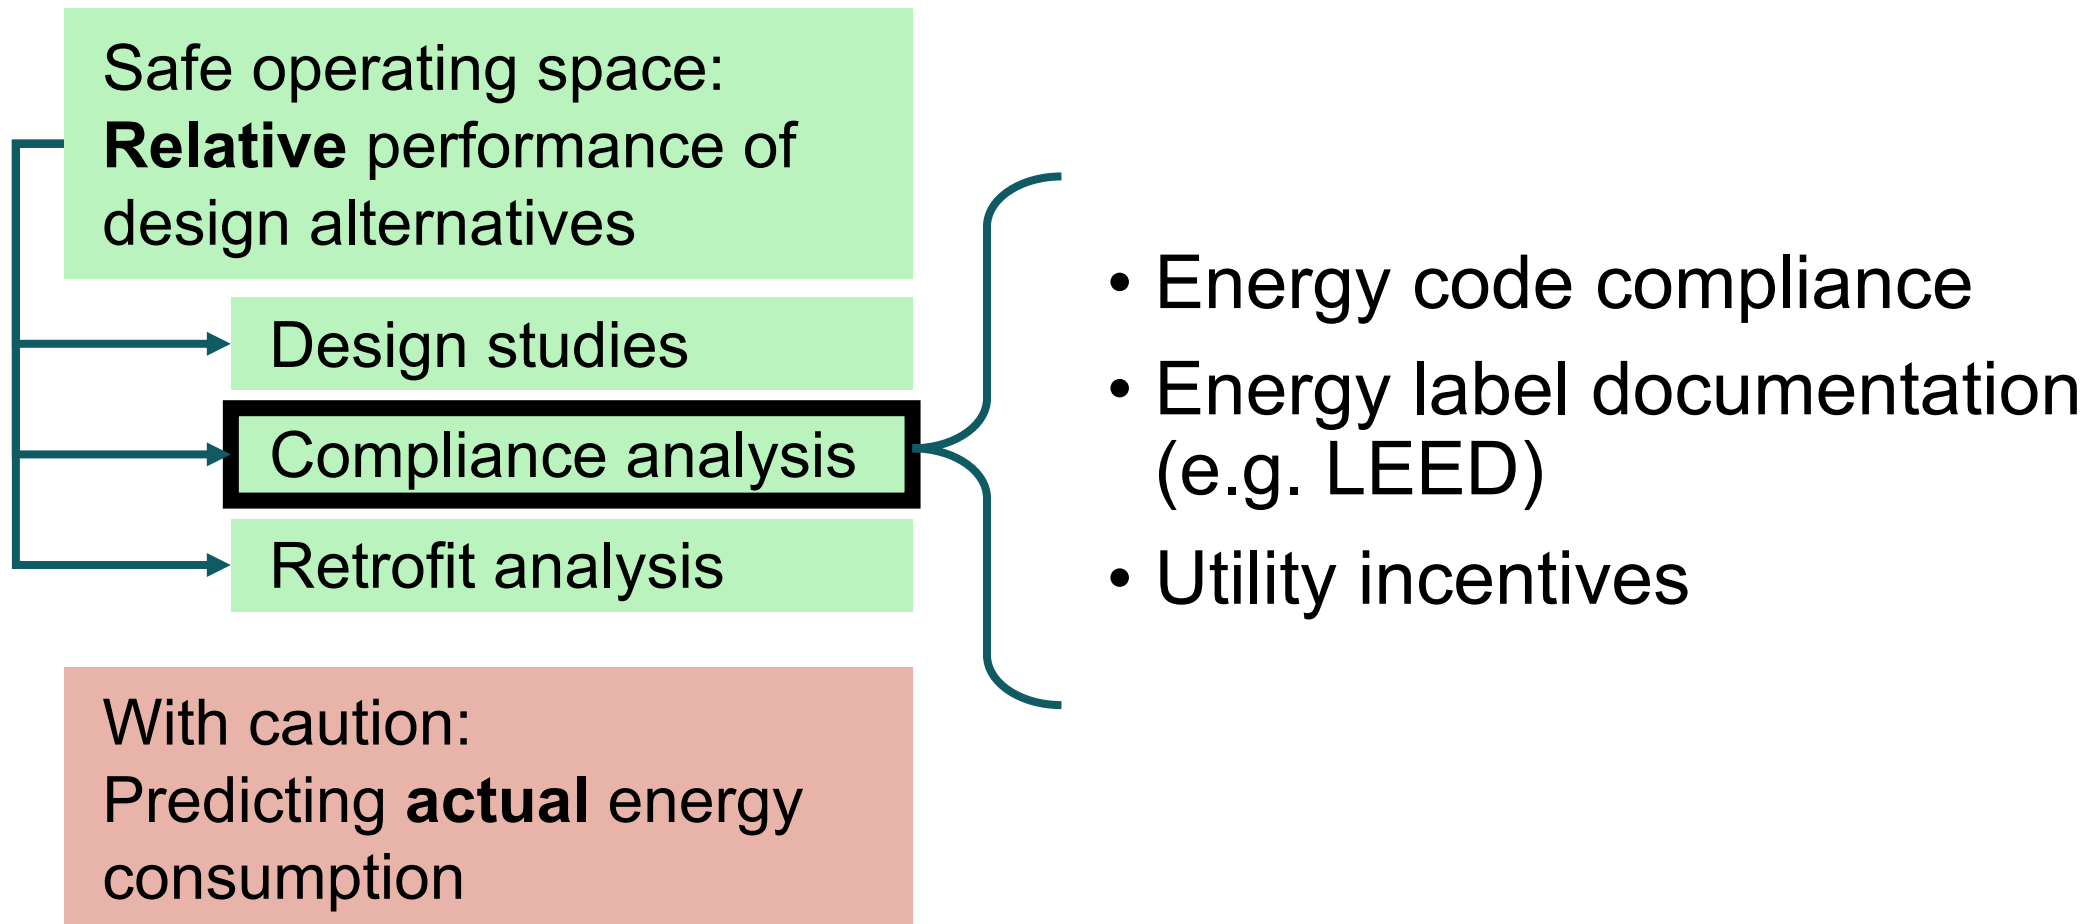 Safe operating space:
Relative performance of
design alternatives
Design studies
Compliance analysis
Retrofit analysis
With caution:
Predicting actual energy
consumption
• Energy code compliance
• Energy label documentation
(e.g. LEED)
• Utility incentives